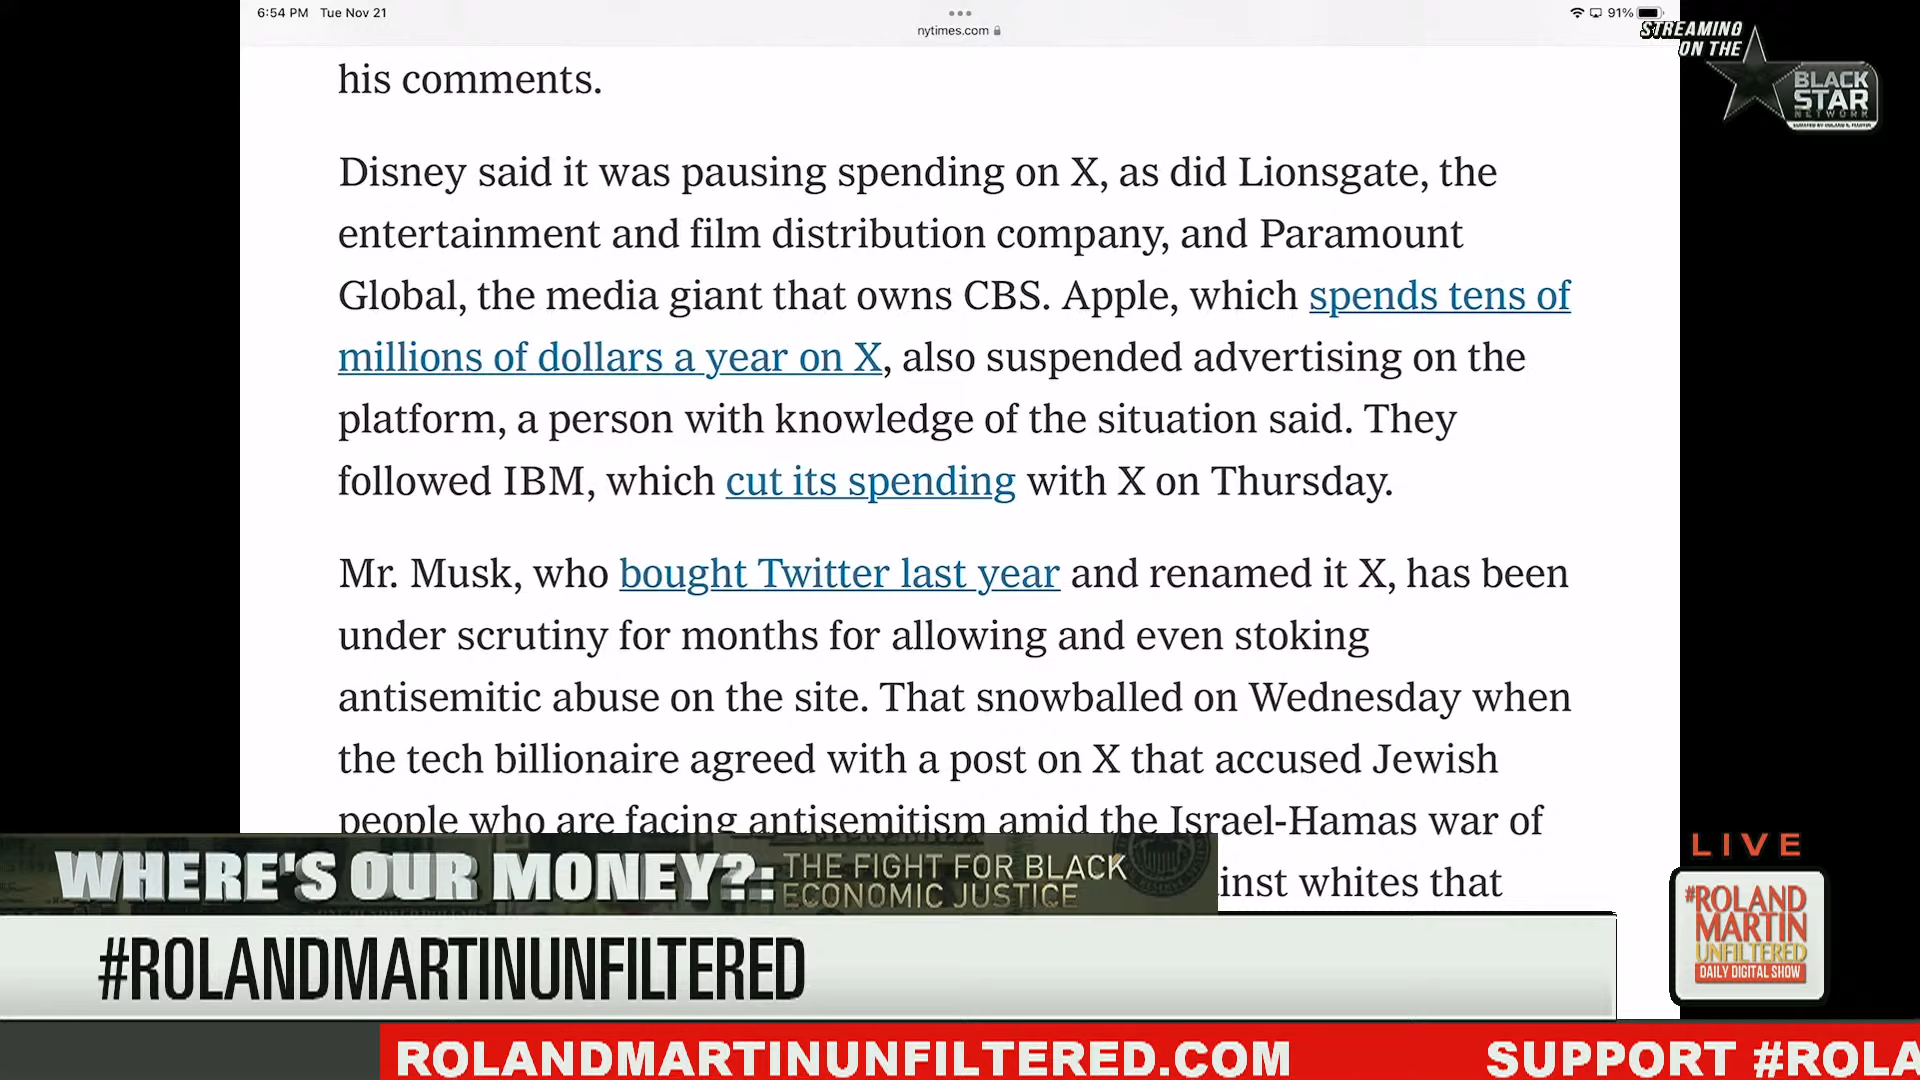 6:54 PM Tue Nov 21
91%
nytimes.com
STREAMING
ON THE
BLACK
STAR
NETWORK
his comments.
Disney said it was pausing spending on X, as did Lionsgate, the
entertainment and film distribution company, and Paramount
Global, the media giant that owns CBS. Apple, which spends tens of
millions of dollars a year on X, also suspended advertising on the
platform, a person with knowledge of the situation said. They
followed IBM, which cut its spending with X on Thursday.
Mr. Musk, who bought Twitter last year and renamed it X, has been
under scrutiny for months for allowing and even stoking
antisemitic abuse on the site. That snowballed on Wednesday when
the tech billionaire agreed with a post on X that accused Jewish
people who are facing antisemitism amid the Israel-Hamas war of
inst whites that
WHERE'S OUR MONEY?:
THE FIGHT FOR BLACK
ECONOMIC JUSTICE
#ROLANDMARTINUNFILTERED
LIVE
#ROLAND
MARTIN
UNFILTERED
DAILY DIGITAL SHOW
ROLANDMARTINUNFILTERED.COM
SUPPORT #ROLA